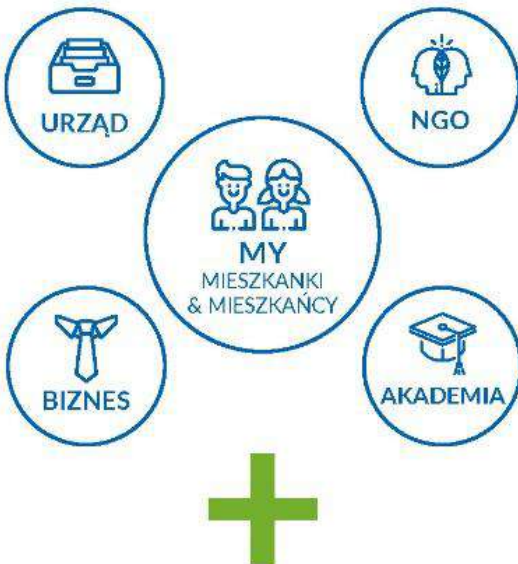 URZĄD
NGO
MY
MIESZKANKI
& MIESZKAŃCY
BIZNES
AKADEMIA